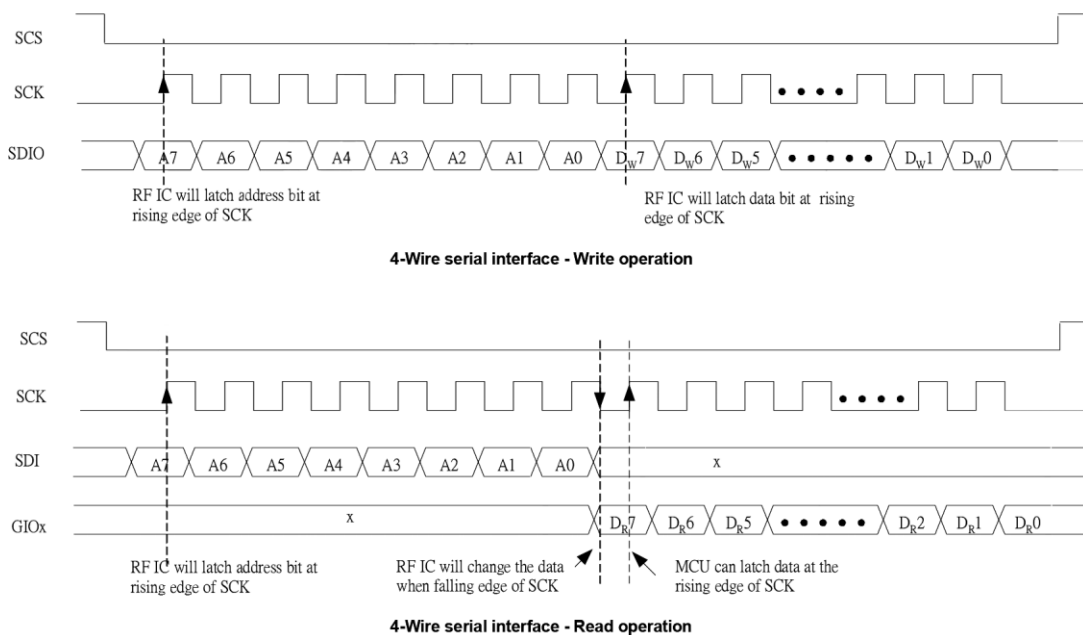 SCS
SCK
SDIO A7 A6 A5 A4 A3 A2 A1 A0 DW7 DW6 DW5 DW1 DW0
RF IC will latch address bit at
rising edge of SCK
RF IC will latch data bit at rising
edge of SCK
4-Wire serial interface - Write operation
SCS
SCK
SDI A7 A6 A5 A4 A3 A2 A1 A0 x
GIOx x DR7 DR6 DR5 DR2 DR1 DR0
RF IC will latch address bit at
rising edge of SCK
RF IC will change the data
when falling edge of SCK
MCU can latch data at the
rising edge of SCK
4-Wire serial interface - Read operation